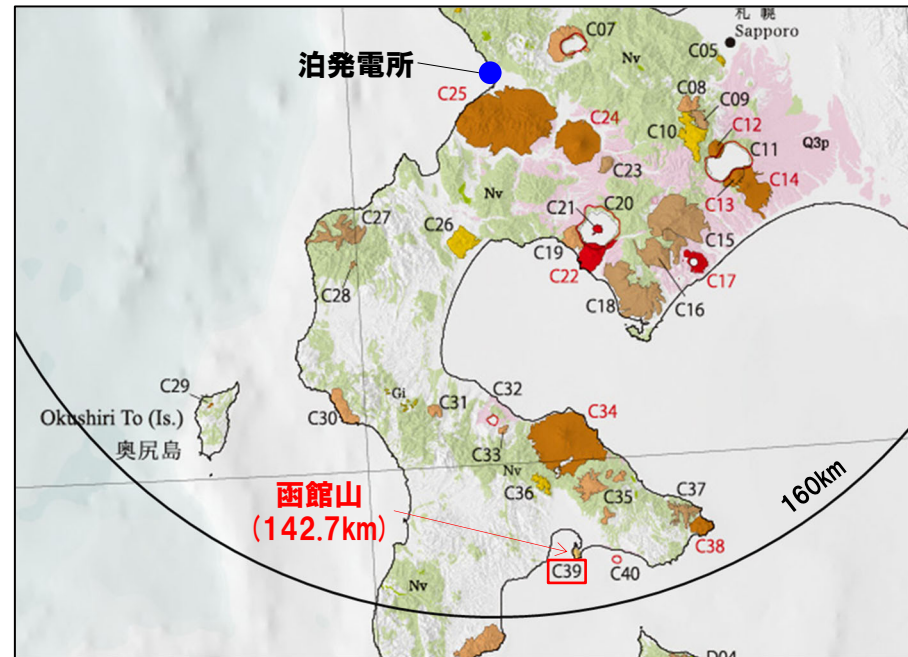 札幌
Sapporo
C07
Nv
C05
泊発電所
C25
C08
C09
C24
C10
C12
C11
Q3p
C23
C14
C13
Nv
C21
C20
C27
C26
C19
C15
C22
C17
C28
C18
C16
C29
Gi
C32
C30
C31
C34
Okushiri To (Is.)
奥尻島
C33
Nv
160km
函館山
(142.7km)
C36
C35
C37
C38
C39
C40
Nv
D04